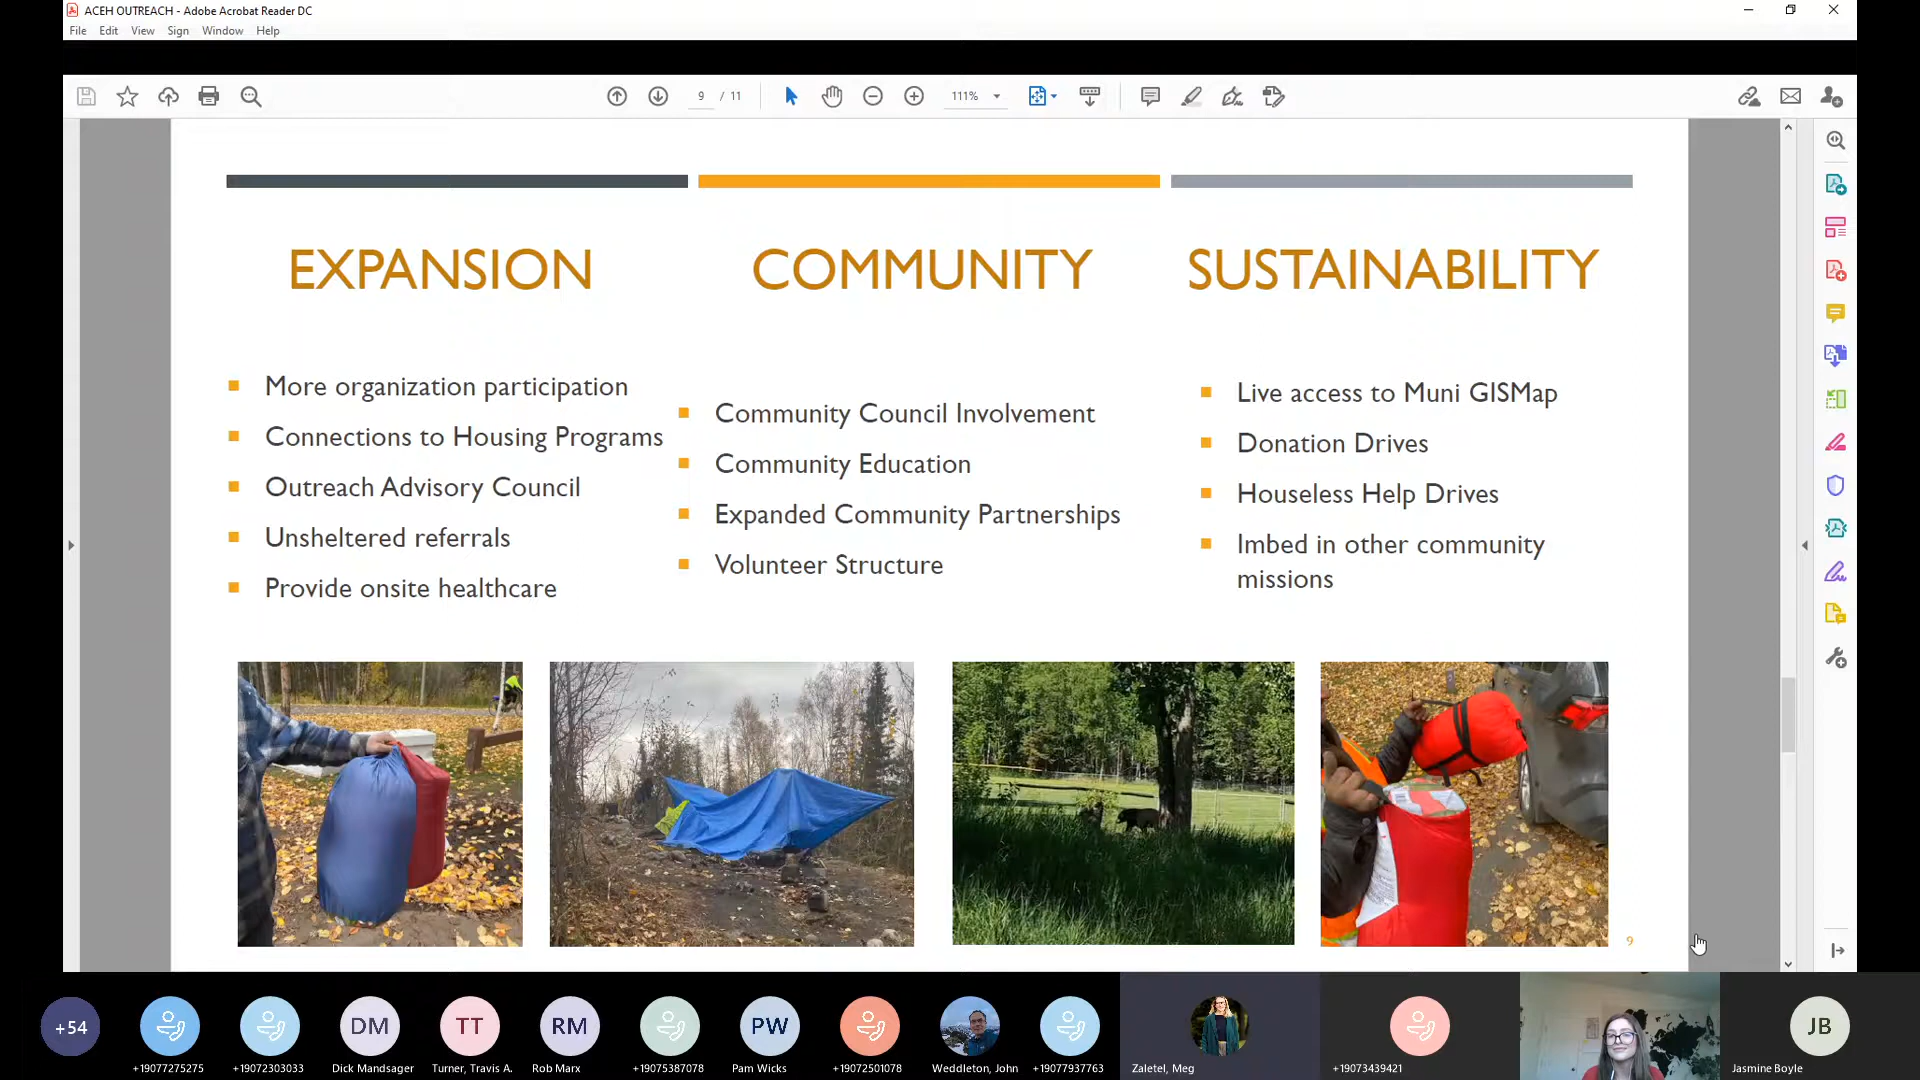 ACEH OUTREACH - Adobe Acrobat Reader DC
File Edit View Sign Window Help
9 / 11
111%
EXPANSION
More organization participation
Connections to Housing Programs
Outreach Advisory Council
Unsheltered referrals
Provide onsite healthcare
COMMUNITY
Community Council Involvement
Community Education
Expanded Community Partnerships
Volunteer Structure
SUSTAINABILITY
Live access to Muni GISMap
Donation Drives
Houseless Help Drives
Imbed in other community
missions
9
+54
DM
TT
RM
PW
JB
+19077275275
+19072303033
Dick Mandsager
Turner, Travis A.
Rob Marx
+19075387078
Pam Wicks
+19072501078
Weddleton, John
+19077937763
Zaletel, Meg
+19073439421
Jasmine Boyle